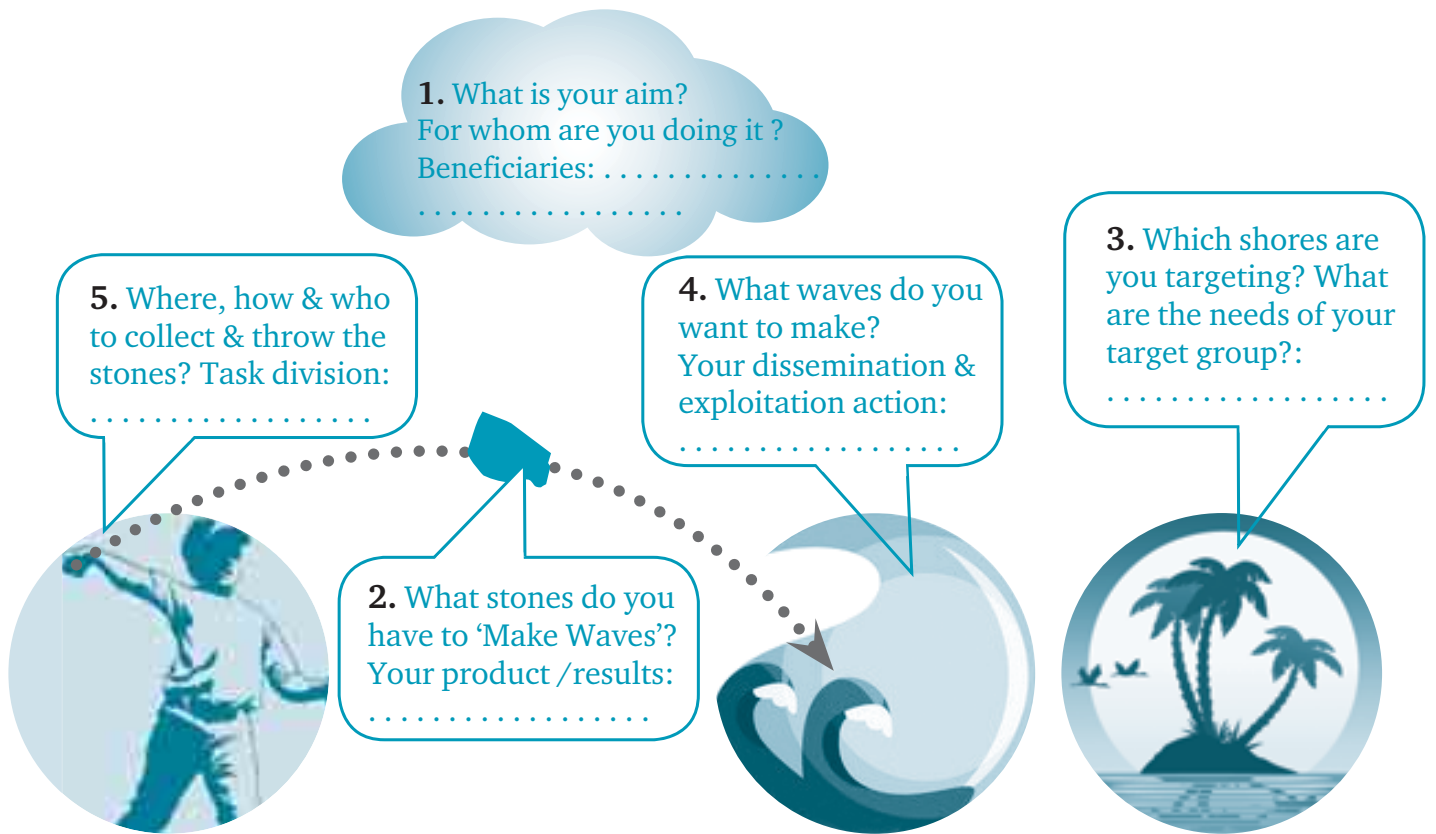 1. What is your aim?
For whom are you doing it ?
Beneficiaries: . . . . . . . . . . . . . .
. . . . . . . . . . . . . . . . .
5. Where, how & who
to collect & throw the
stones? Task division:
. . . . . . . . . . . . . . . . . .
4. What waves do you
want to make?
Your dissemination &
exploitation action:
. . . . . . . . . . . . . . . . . .
3. Which shores are
you targeting? What
are the needs of your
target group?:
. . . . . . . . . . . . . . . . . .
2. What stones do you
have to ‘Make Waves’?
Your product /results:
. . . . . . . . . . . . . . . . . .